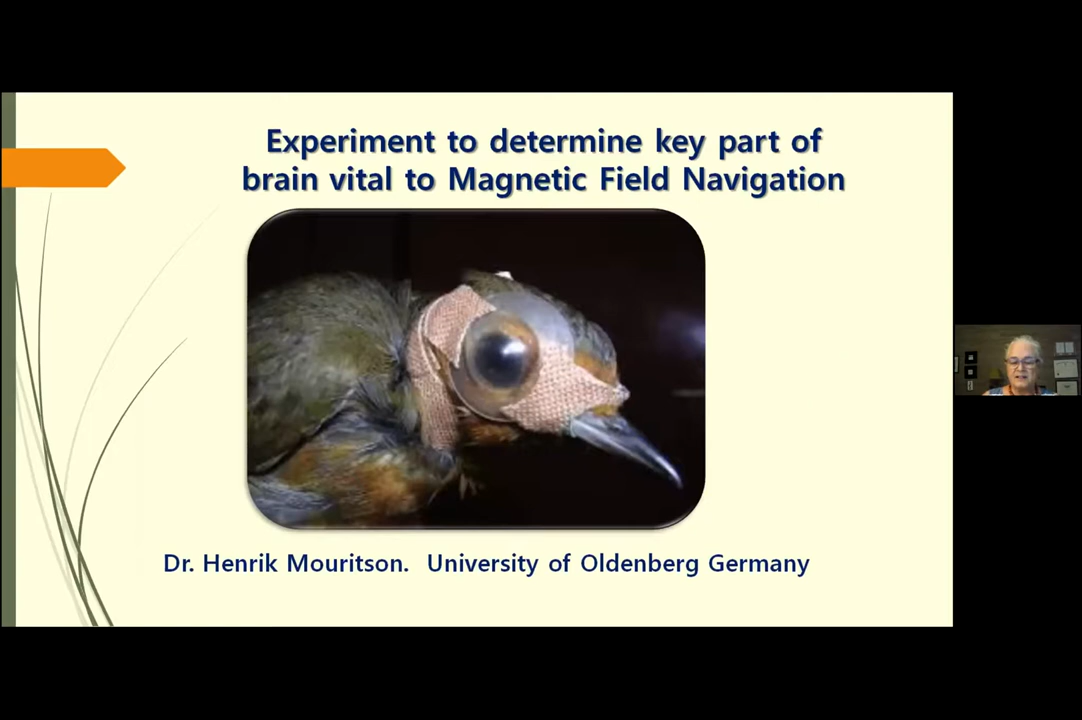 Experiment to determine key part of
brain vital to Magnetic Field Navigation
Dr. Henrik Mouritson. University of Oldenberg Germany